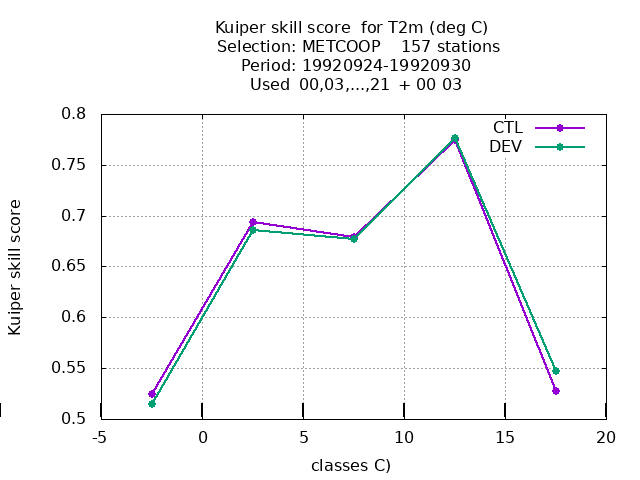 Kuiper skill score for T2m (deg C)
Selection: METCOOP 157 stations
Period: 19920924-19920930
Used 00,03,...,21 + 00 03
CTL
DEV
0.8
0.75
0.7
0.65
0.6
0.55
0.5
Kuiper skill score
-5 0 5 10 15 20
classes C)